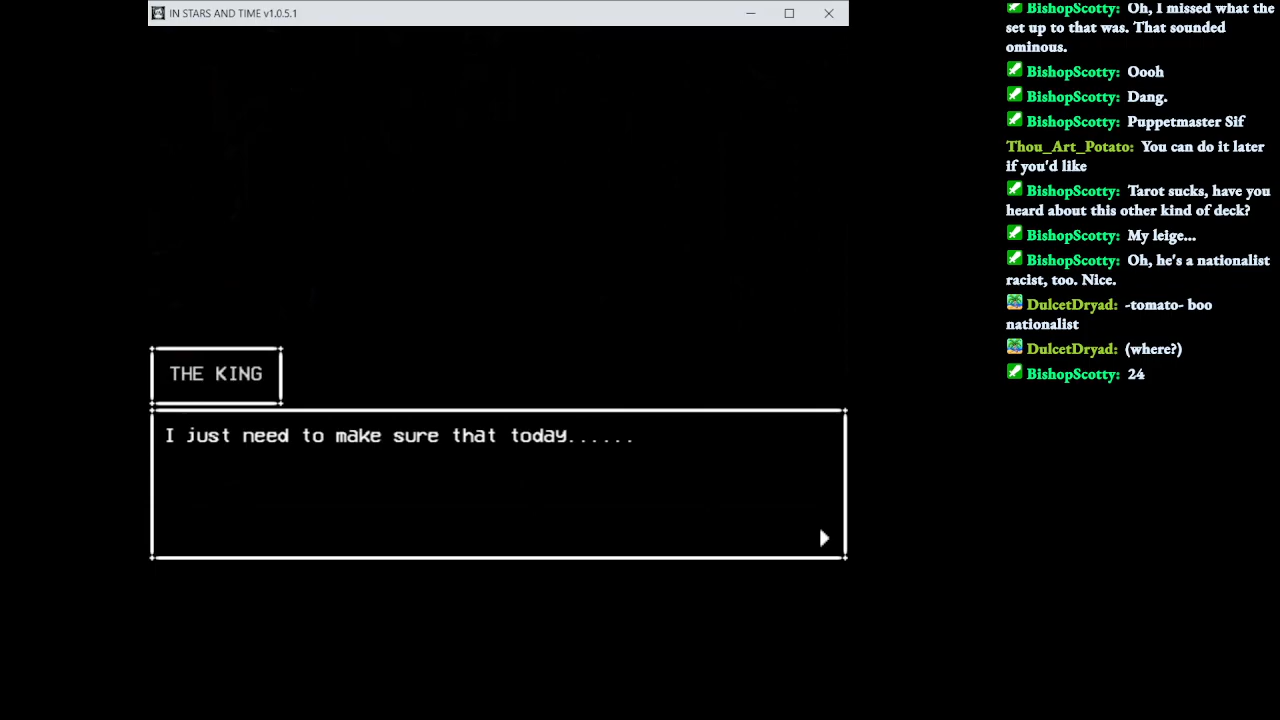 IN STARS AND TIME v1.0.5.1
THE KING
I just need to make sure that today......
BishopScotty: Oh, I missed what the
set up to that was. That sounded
ominous.
BishopScotty: Oooh
BishopScotty: Dang.
BishopScotty: Puppetmaster Sif
Thou_Art_Potato: You can do it later
if you'd like
BishopScotty: Tarot sucks, have you
heard about this other kind of deck?
BishopScotty: My leige...
BishopScotty: Oh, he's a nationalist
racist, too. Nice.
DulcetDryad: -tomato- boo
nationalist
DulcetDryad: (where?)
BishopScotty: 24